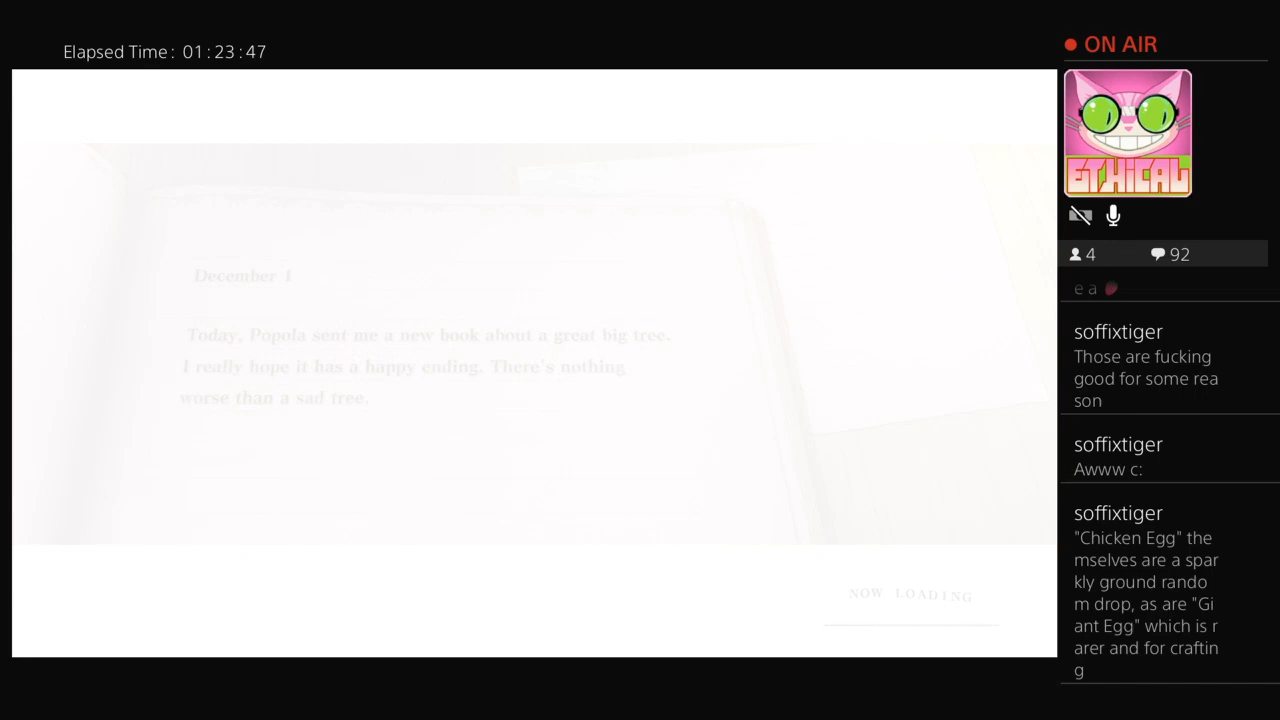 Elapsed Time: 01:23:47
ON AIR
ETHICAL
4 92
e a
December 1
Today, Popola sent me a new book about a great big tree.
I really hope it has a happy ending. There's nothing
worse than a sad tree.
NOW LOADING
soffixtiger
Those are fucking
good for some rea
son
soffixtiger
Awww c:
soffixtiger
"Chicken Egg" the
mselves are a spar
kly ground rando
m drop, as are "Gi
ant Egg" which is r
arer and for craftin
g